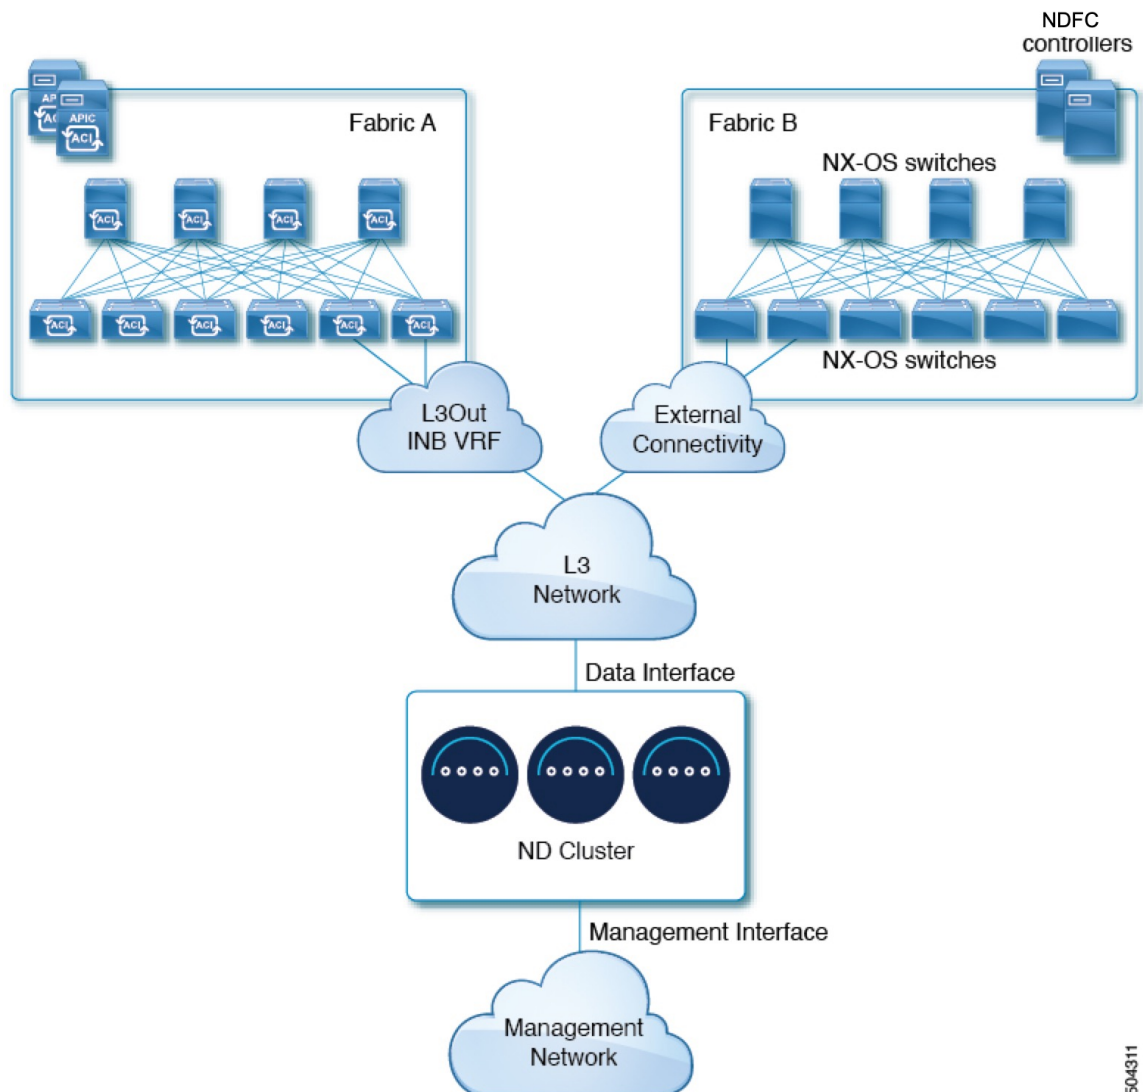 NDFC
controllers
AP
APIC
ACI
Fabric A
Fabric B
NX-OS switches
ACI
ACI
ACI
ACI
ACI
ACI
ACI
ACI
ACI
ACI
NX-OS switches
L3Out
INB VRF
External
Connectivity
L3
Network
Data Interface
ND Cluster
Management Interface
Management
Network
504311